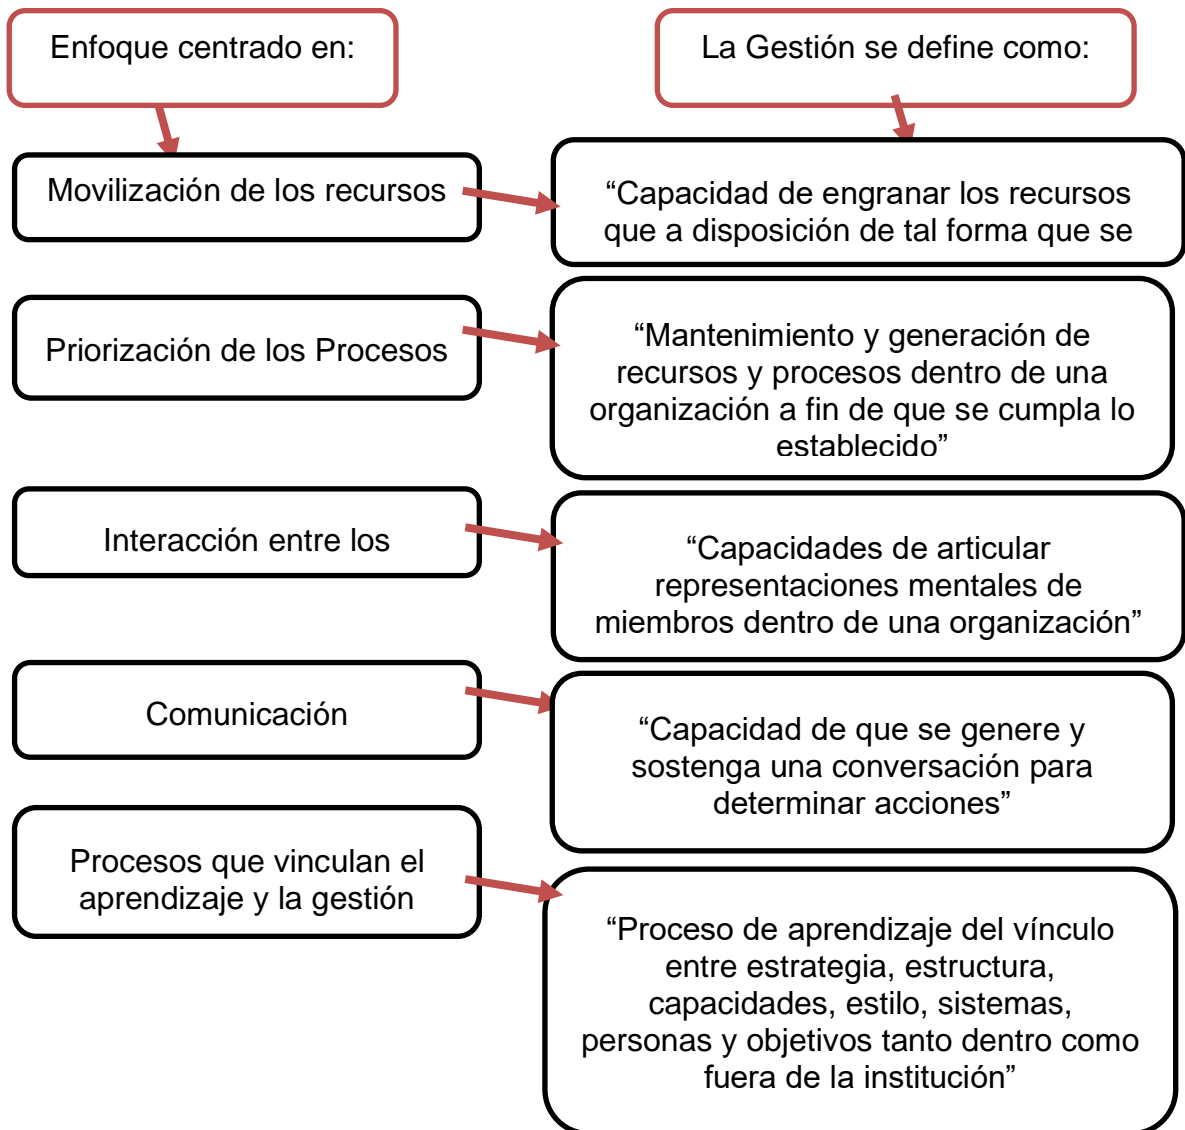 Enfoque centrado en:
La Gestión se define como:
Movilización de los recursos
“Capacidad de engranar los recursos
que a disposición de tal forma que se
Priorización de los Procesos
“Mantenimiento y generación de
recursos y procesos dentro de una
organización a fin de que se cumpla lo
establecido”
Interacción entre los
“Capacidades de articular
representaciones mentales de
miembros dentro de una organización”
Comunicación
“Capacidad de que se genere y
sostenga una conversación para
determinar acciones”
Procesos que vinculan el
aprendizaje y la gestión
“Proceso de aprendizaje del vínculo
entre estrategia, estructura,
capacidades, estilo, sistemas,
personas y objetivos tanto dentro como
fuera de la institución”